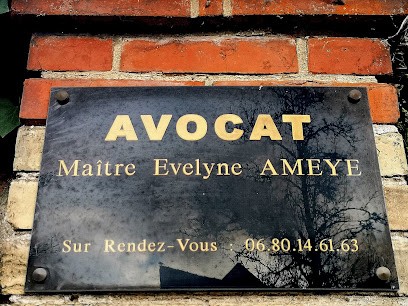 AVOCAT
Maître Evelyne AMEYE
Sur Rendez-Vous : 06.80.14.61.63